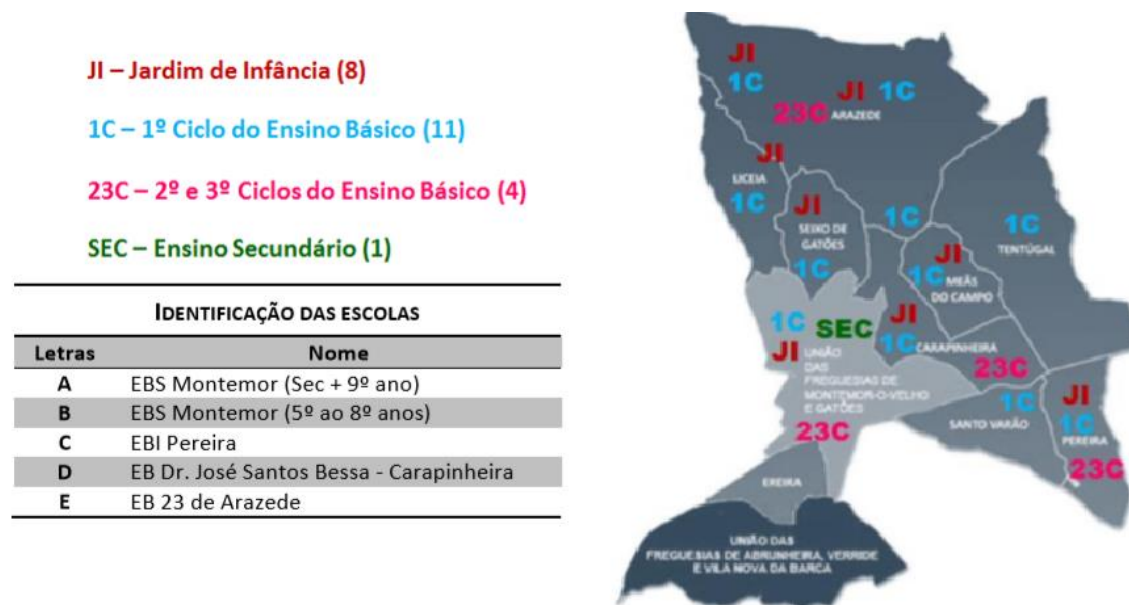 JI – Jardim de Infância (8)
1C – 1º Ciclo do Ensino Básico (11)
23C – 2º e 3º Ciclos do Ensino Básico (4)
SEC – Ensino Secundário (1)
IDENTIFICAÇÃO DAS ESCOLAS
Letras Nome
A EBS Montemor (Sec + 9º ano)
B EBS Montemor (5º ao 8º anos)
C EBI Pereira
D EB Dr. José Santos Bessa - Carapinheira
E EB 23 de Arazede
JI
1C
JI 1C
23C ARAZEDE
JI
LICEIA
1C
JI
SEIXO DE
GATÕES
1C
1C
1C
TENTÚGAL
JI
1C MEÃS
DO CAMPO
JI
1C CARAPINHEIRA
23C
1C SEC
JI UNIÃO
DAS
FREGUESIAS DE
MONTEMOR-O-VELHO
E GATÕES
23C
1C
SANTO VARÃO
JI
1C
PEREIRA
23C
EREIRA
UNIÃO DAS
FREGUESIAS DE ABRUNHEIRA, VERRIDE
E VILA NOVA DA BARCA